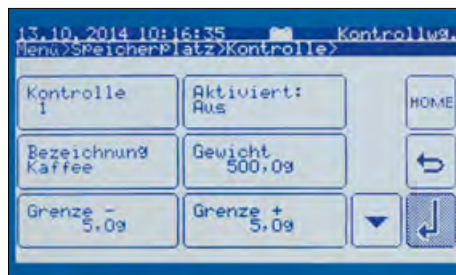 13.10.2014 10:16:35 Kontrollwg.
Menü>Speicherplatz>Kontrolle>
Kontrolle
1
Aktiviert:
Aus
HOME
Bezeichnung
Kaffee
Gewicht
500,0g
Grenze -
5,0g
Grenze +
5,0g